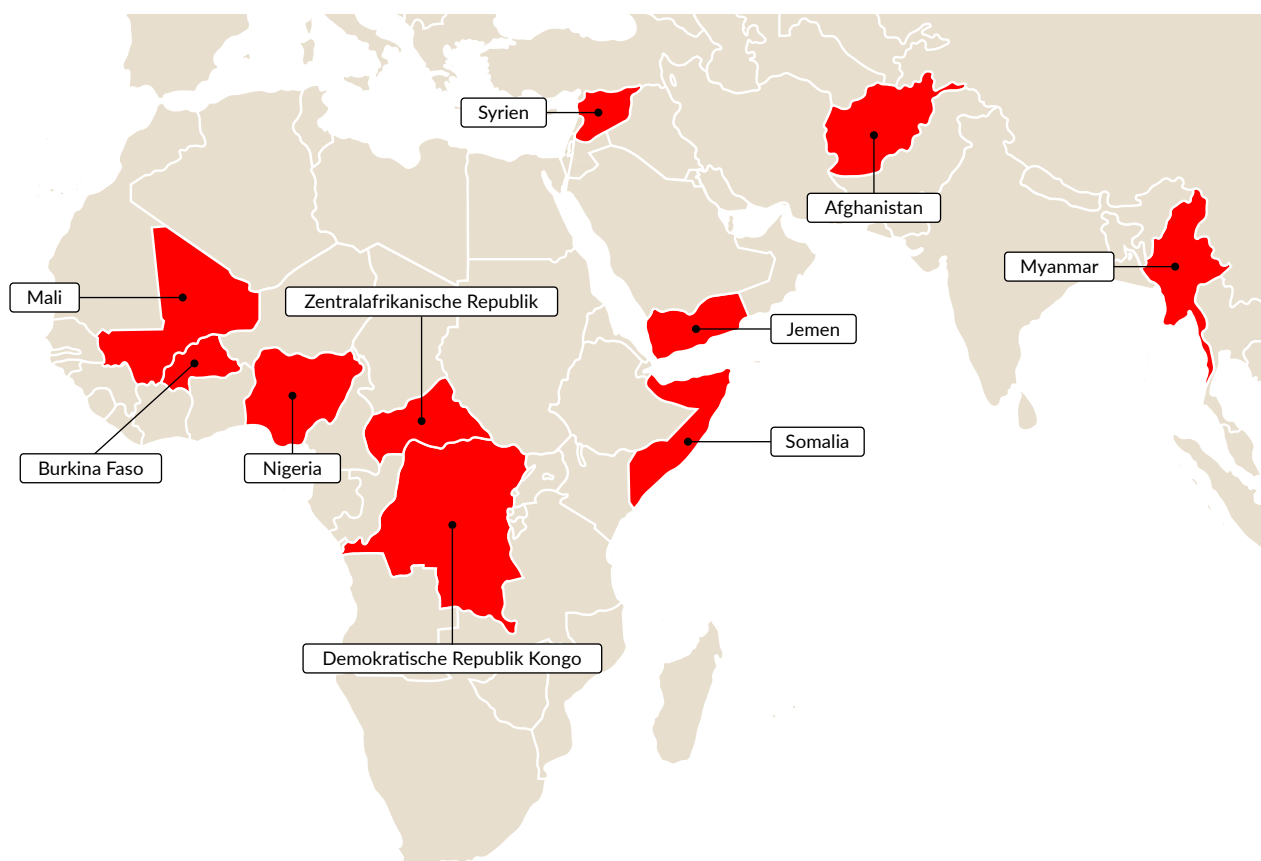 Syrien
Afghanistan
Myanmar
Mali
Zentralafrikanische Republik
Jemen
Somalia
Burkina Faso
Nigeria
Demokratische Republik Kongo